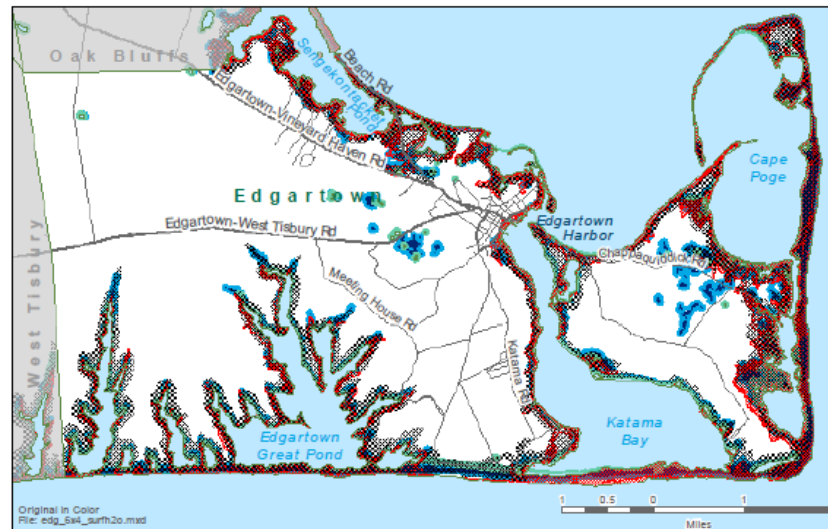 Oak Bluffs
Sengekontacket
Pond
Beach Rd
Edgartown-Vineyard Haven Rd
Cape
Poge
Edgartown
Edgartown-West Tisbury Rd
Edgartown
Harbor
Chappaquiddick Rd
Meeting House Rd
West Tisbury
Katama Rd
Edgartown
Great Pond
Katama
Bay
Original in Color
File: edg_6x4_surfh2o.mxd
1 0.5 0 1
Miles